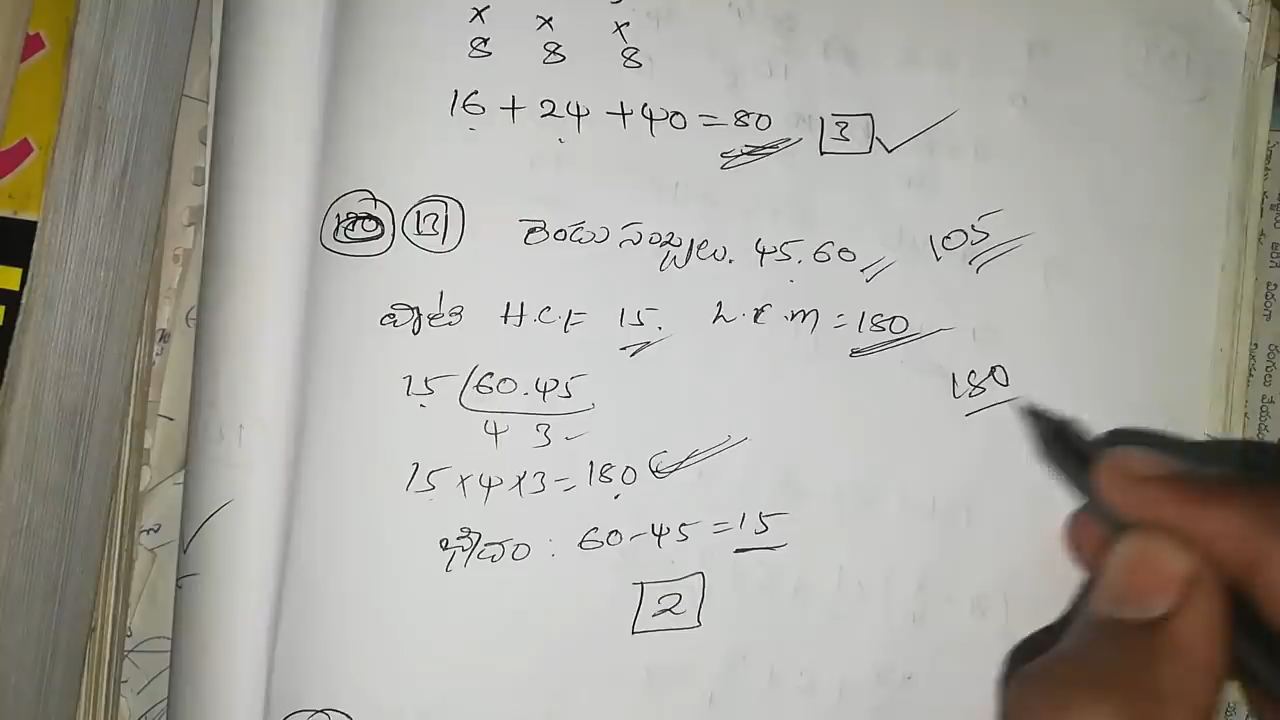 × × ×
8 8 8
16 + 24 + 40 = 80 3
131 రెండు సంఖ్యలు. 45.60 105
వాటి H.C.F 15. L.C.m = 180
15 60.45 180
4 3
15 × 4 × 3 = 180
భేదం : 60-45 = 15
2